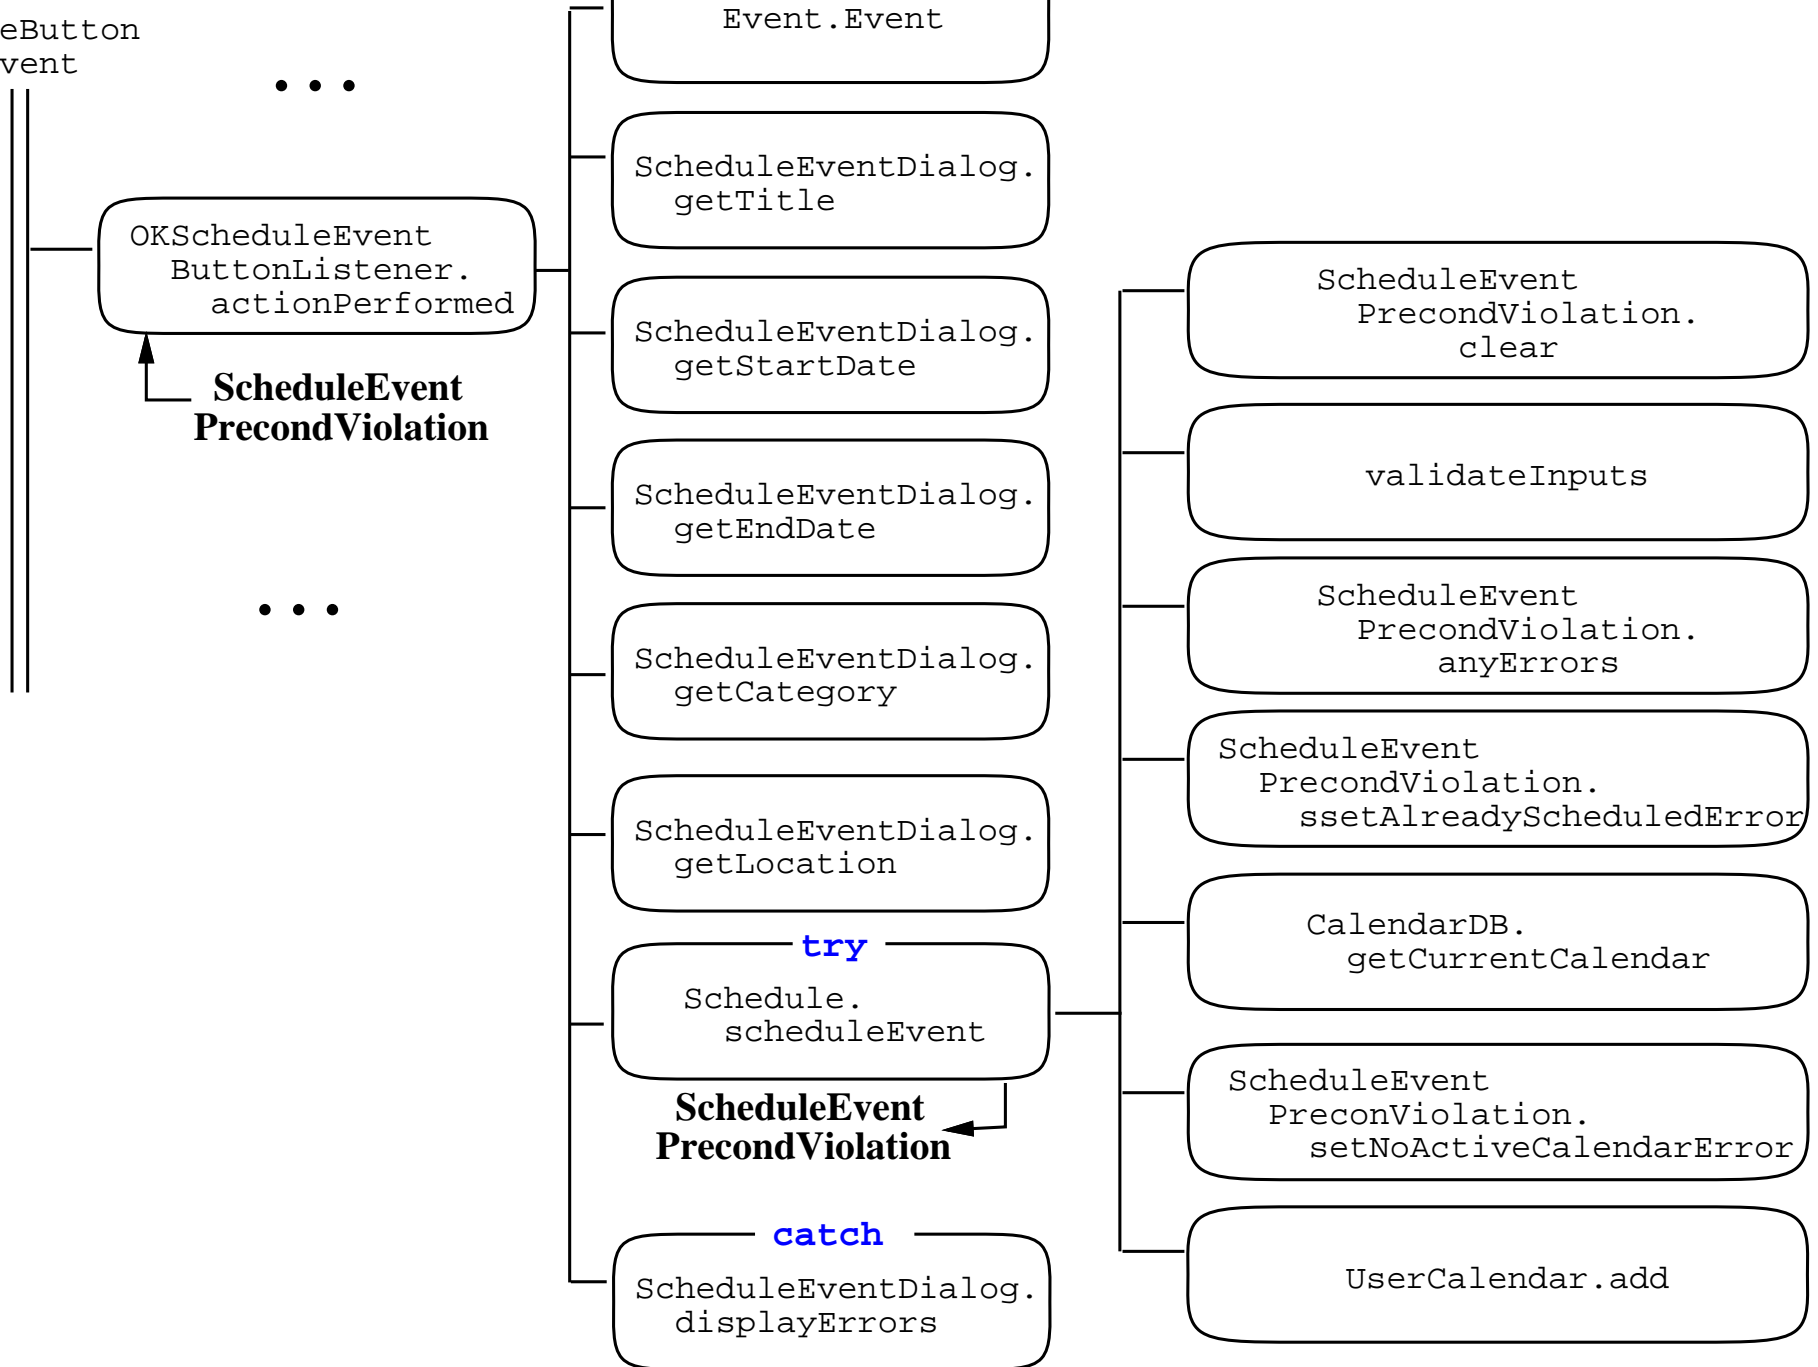 eButton
vent
. . .
OKScheduleEvent
ButtonListener.
actionPerformed
ScheduleEvent
PrecondViolation
. . .
Event.Event
ScheduleEventDialog.
getTitle
ScheduleEventDialog.
getStartDate
ScheduleEventDialog.
getEndDate
ScheduleEventDialog.
getCategory
ScheduleEventDialog.
getLocation
try
Schedule.
scheduleEvent
ScheduleEvent
PrecondViolation
catch
ScheduleEventDialog.
displayErrors
ScheduleEvent
PrecondViolation.
clear
validateInputs
ScheduleEvent
PrecondViolation.
anyErrors
ScheduleEvent
PrecondViolation.
ssetAlreadyScheduledError
CalendarDB.
getCurrentCalendar
ScheduleEvent
PreconViolation.
setNoActiveCalendarError
UserCalendar.add